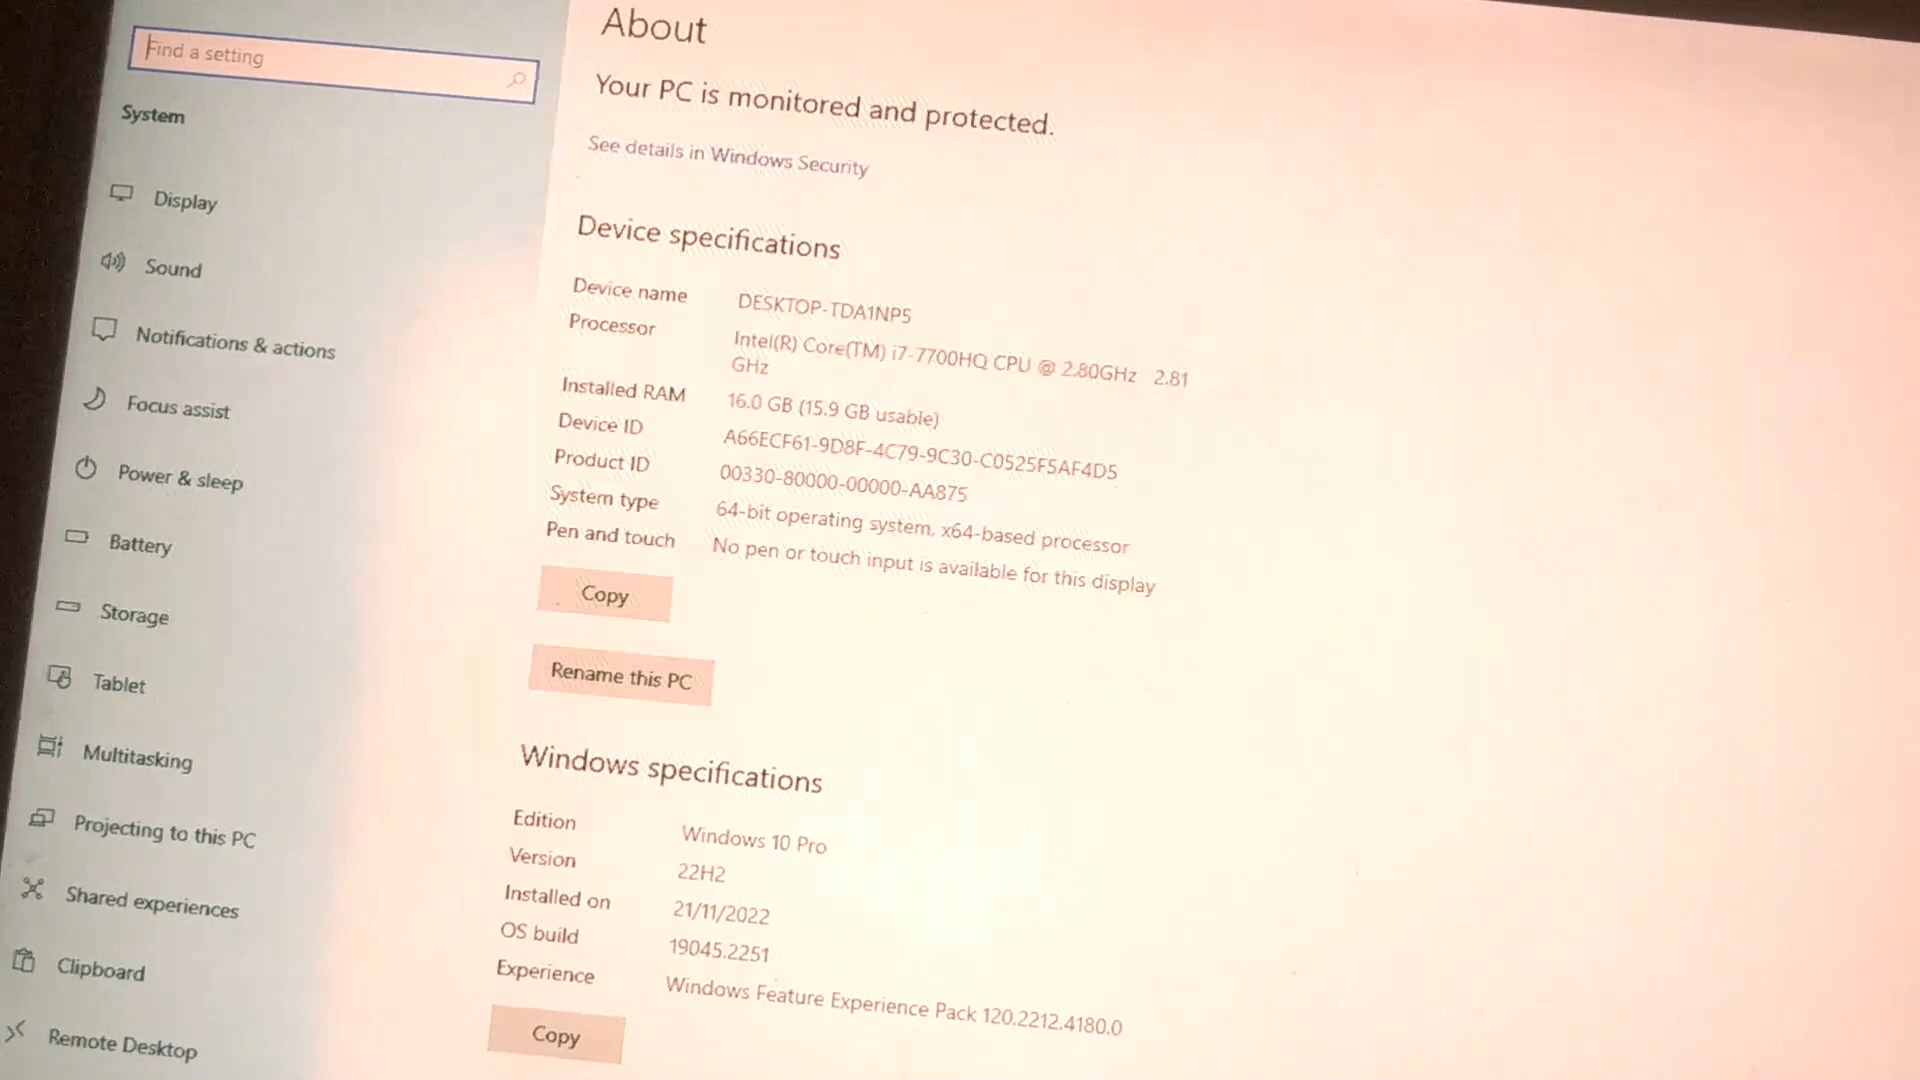 Find a setting
System
Display
Sound
Notifications & actions
Focus assist
Power & sleep
Battery
Storage
Tablet
Multitasking
Projecting to this PC
Shared experiences
Clipboard
Remote Desktop
About
Your PC is monitored and protected.
See details in Windows Security
Device specifications
Device name DESKTOP-TDA1NP5
Processor Intel(R) Core(TM) i7-7700HQ CPU @ 2.80GHz 2.81
GHz
Installed RAM 16.0 GB (15.9 GB usable)
Device ID A66ECF61-9D8F-4C79-9C30-C0525F5AF4D5
Product ID 00330-80000-00000-AA875
System type 64-bit operating system, x64-based processor
Pen and touch No pen or touch input is available for this display
Copy
Rename this PC
Windows specifications
Edition Windows 10 Pro
Version 22H2
Installed on 21/11/2022
OS build 19045.2251
Experience Windows Feature Experience Pack 120.2212.4180.0
Copy